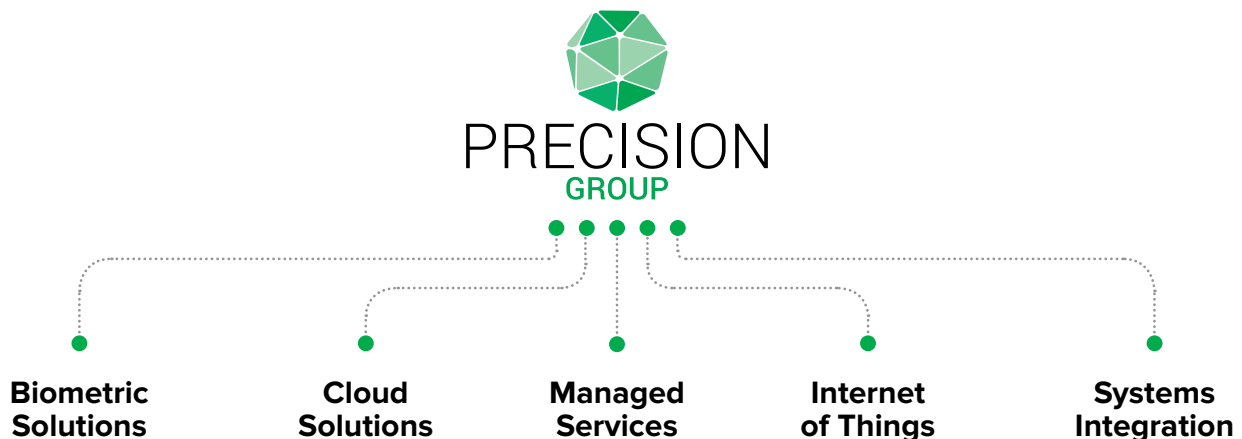 PRECISION
GROUP
Biometric
Solutions
Cloud
Solutions
Managed
Services
Internet
of Things
Systems
Integration